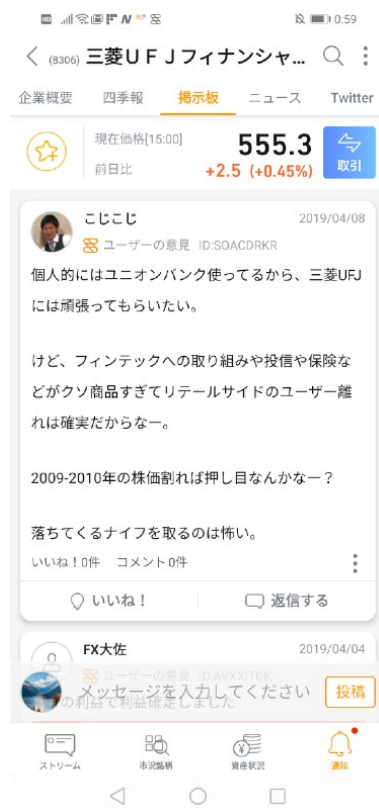 0:59
(8306) 三菱UFJフィナンシャ...
企業概要 四季報 掲示板 ニュース Twitter
現在価格[15:00] 555.3
前日比 +2.5 (+0.45%)
取引
こじこじ 2019/04/08
ユーザーの意見 ID:SOACDRKR
個人的にはユニオンバンク使ってるから、三菱UFJ
には頑張ってもらいたい。
けど、フィンテックへの取り組みや投信や保険な
どがクソ商品すぎてリテールサイドのユーザー離
れは確実だからなー。
2009-2010年の株価割れば押し目なんかなー？
落ちてくるナイフを取るのは怖い。
いいね！0件 コメント0件
いいね！ 返信する
FX大佐 2019/04/04
ユーザーの意見 ID:AVXX/TDK
メッセージを入力してください 投稿
の利益で利益確定しました
ストリーム 市況銘柄 資産状況 通知